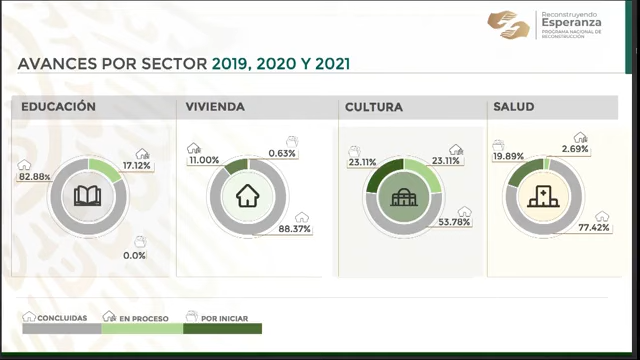 Reconstruyendo
Esperanza
PROGRAMA NACIONAL DE
RECONSTRUCCIÓN
AVANCES POR SECTOR 2019, 2020 Y 2021
EDUCACIÓN
VIVIENDA
CULTURA
SALUD
82.88%
17.12%
0.0%
11.00%
0.63%
88.37%
23.11%
23.11%
53.78%
19.89%
2.69%
77.42%
CONCLUIDAS
EN PROCESO
POR INICIAR